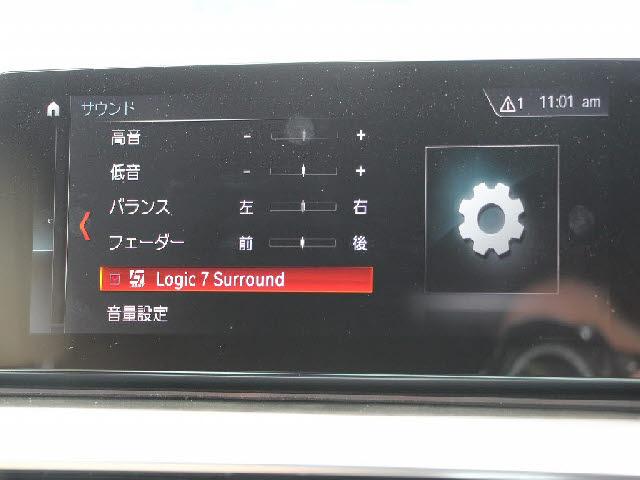 サウンド
1 11:01 am
高音 - +
低音 - +
バランス 左 右
フェーダー 前 後
Logic 7 Surround
音量設定